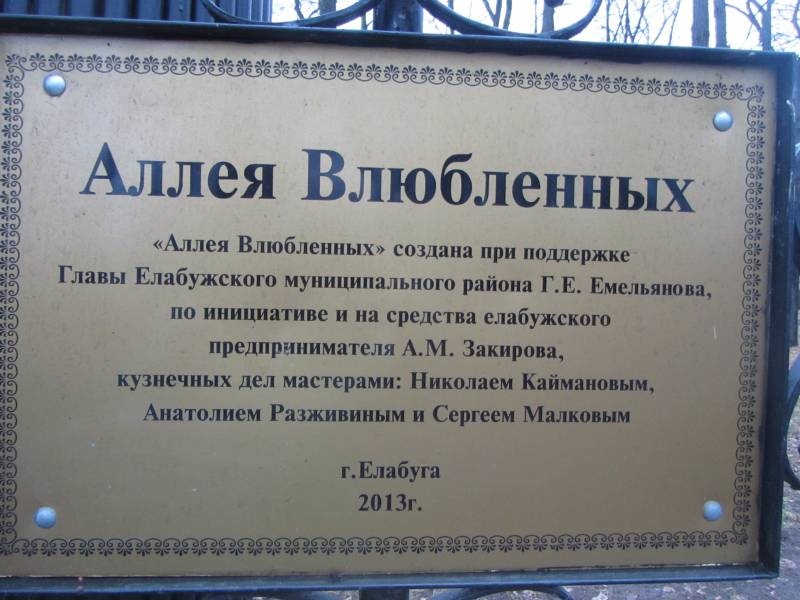 Аллея Влюбленных
«Аллея Влюбленных» создана при поддержке
Главы Елабужского муниципального района Г.Е. Емельянова,
по инициативе и на средства елабужского
предпринимателя А.М. Закирова,
кузнечных дел мастерами: Николаем Каймановым,
Анатолием Разживиным и Сергеем Малковым
г.Елабуга
2013г.